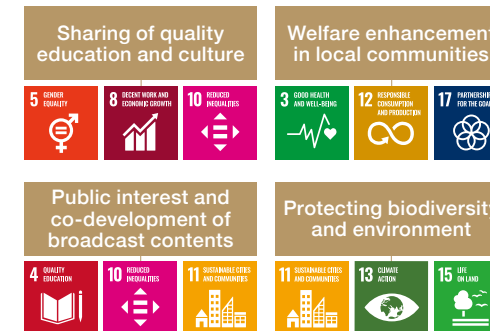 Sharing of quality
education and culture
5 GENDER
EQUALITY
8 DECENT WORK AND
ECONOMIC GROWTH
10 REDUCED
INEQUALITIES
Welfare enhancement
in local communities
3 GOOD HEALTH
AND WELL-BEING
12 RESPONSIBLE
CONSUMPTION
AND PRODUCTION
17 PARTNERSHIP
FOR THE GOA
Public interest and
co-development of
broadcast contents
4 QUALITY
EDUCATION
10 REDUCED
INEQUALITIES
11 SUSTAINABLE CITIES
AND COMMUNITIES
Protecting biodiversity
and environment
11 SUSTAINABLE CITIES
AND COMMUNITIES
13 CLIMATE
ACTION
15 LIFE
ON LAND